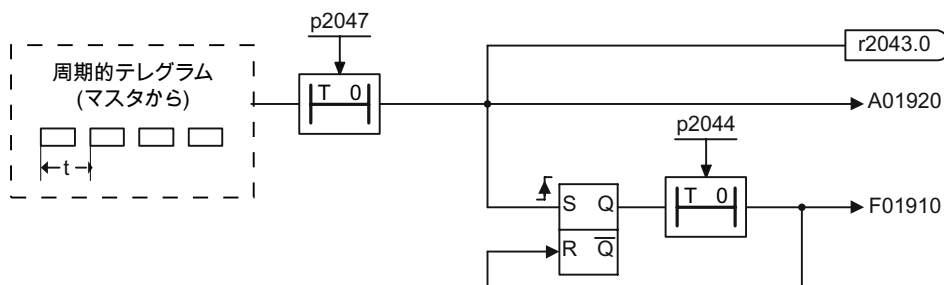 p2047
r2043.0
周期的テレグラム
(マスタから)
T 0
A01920
t
p2044
S Q
T 0
F01910
R Q̅